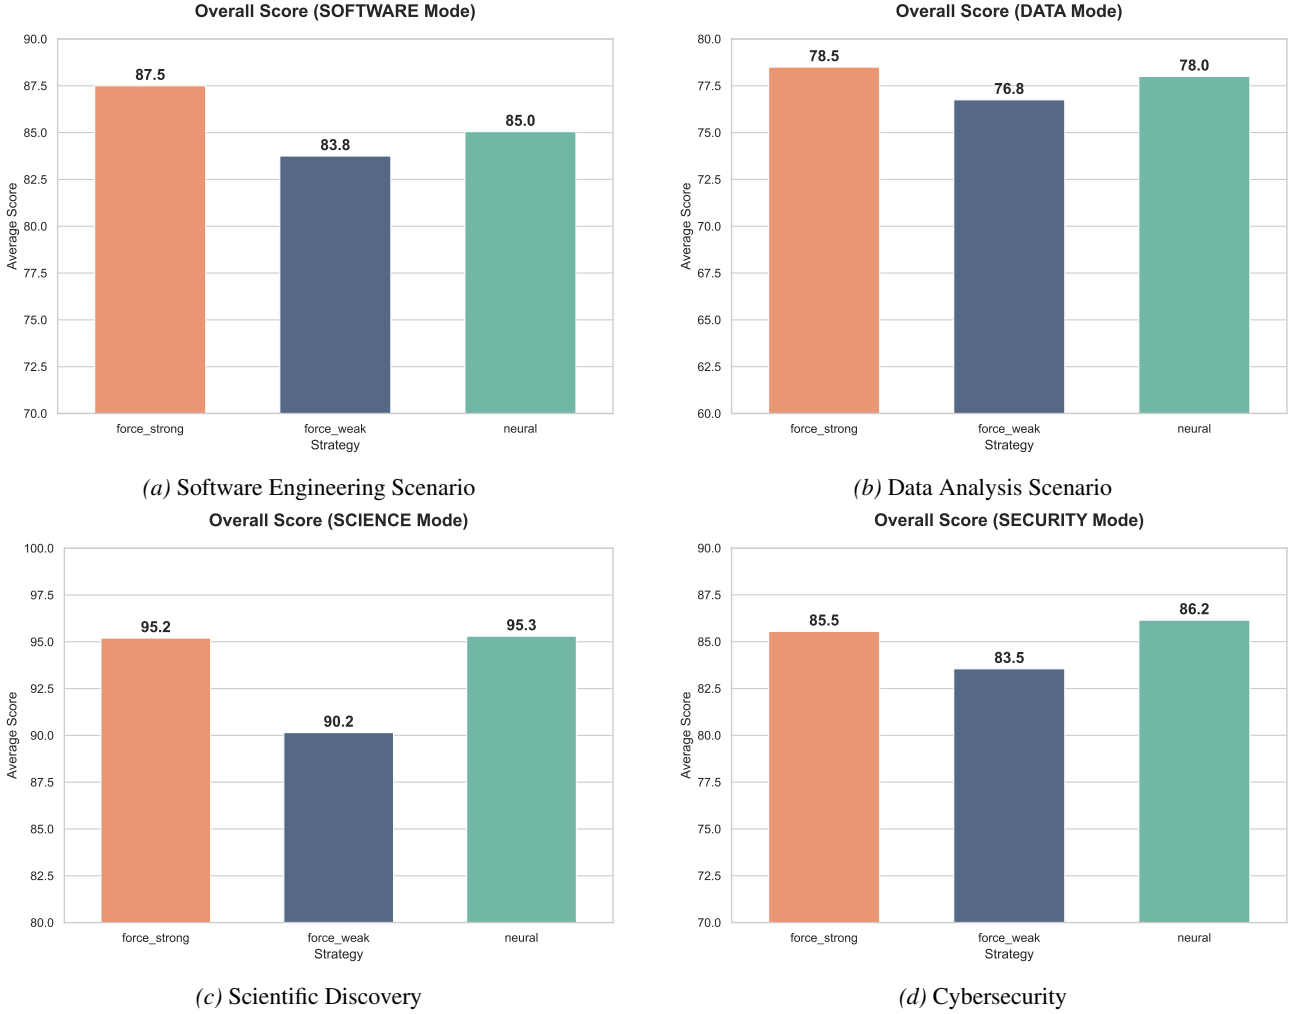 Overall Score (SOFTWARE Mode)
90.0
87.5
85.0
82.5
80.0
77.5
75.0
72.5
70.0
Average Score
87.5
83.8
85.0
force_strong
force_weak
neural
Strategy
(a) Software Engineering Scenario
Overall Score (DATA Mode)
80.0
77.5
75.0
72.5
70.0
67.5
65.0
62.5
60.0
Average Score
78.5
76.8
78.0
force_strong
force_weak
neural
Strategy
(b) Data Analysis Scenario
Overall Score (SCIENCE Mode)
100.0
97.5
95.0
92.5
90.0
87.5
85.0
82.5
80.0
Average Score
95.2
90.2
95.3
force_strong
force_weak
neural
Strategy
(c) Scientific Discovery
Overall Score (SECURITY Mode)
90.0
87.5
85.0
82.5
80.0
77.5
75.0
72.5
70.0
Average Score
85.5
83.5
86.2
force_strong
force_weak
neural
Strategy
(d) Cybersecurity